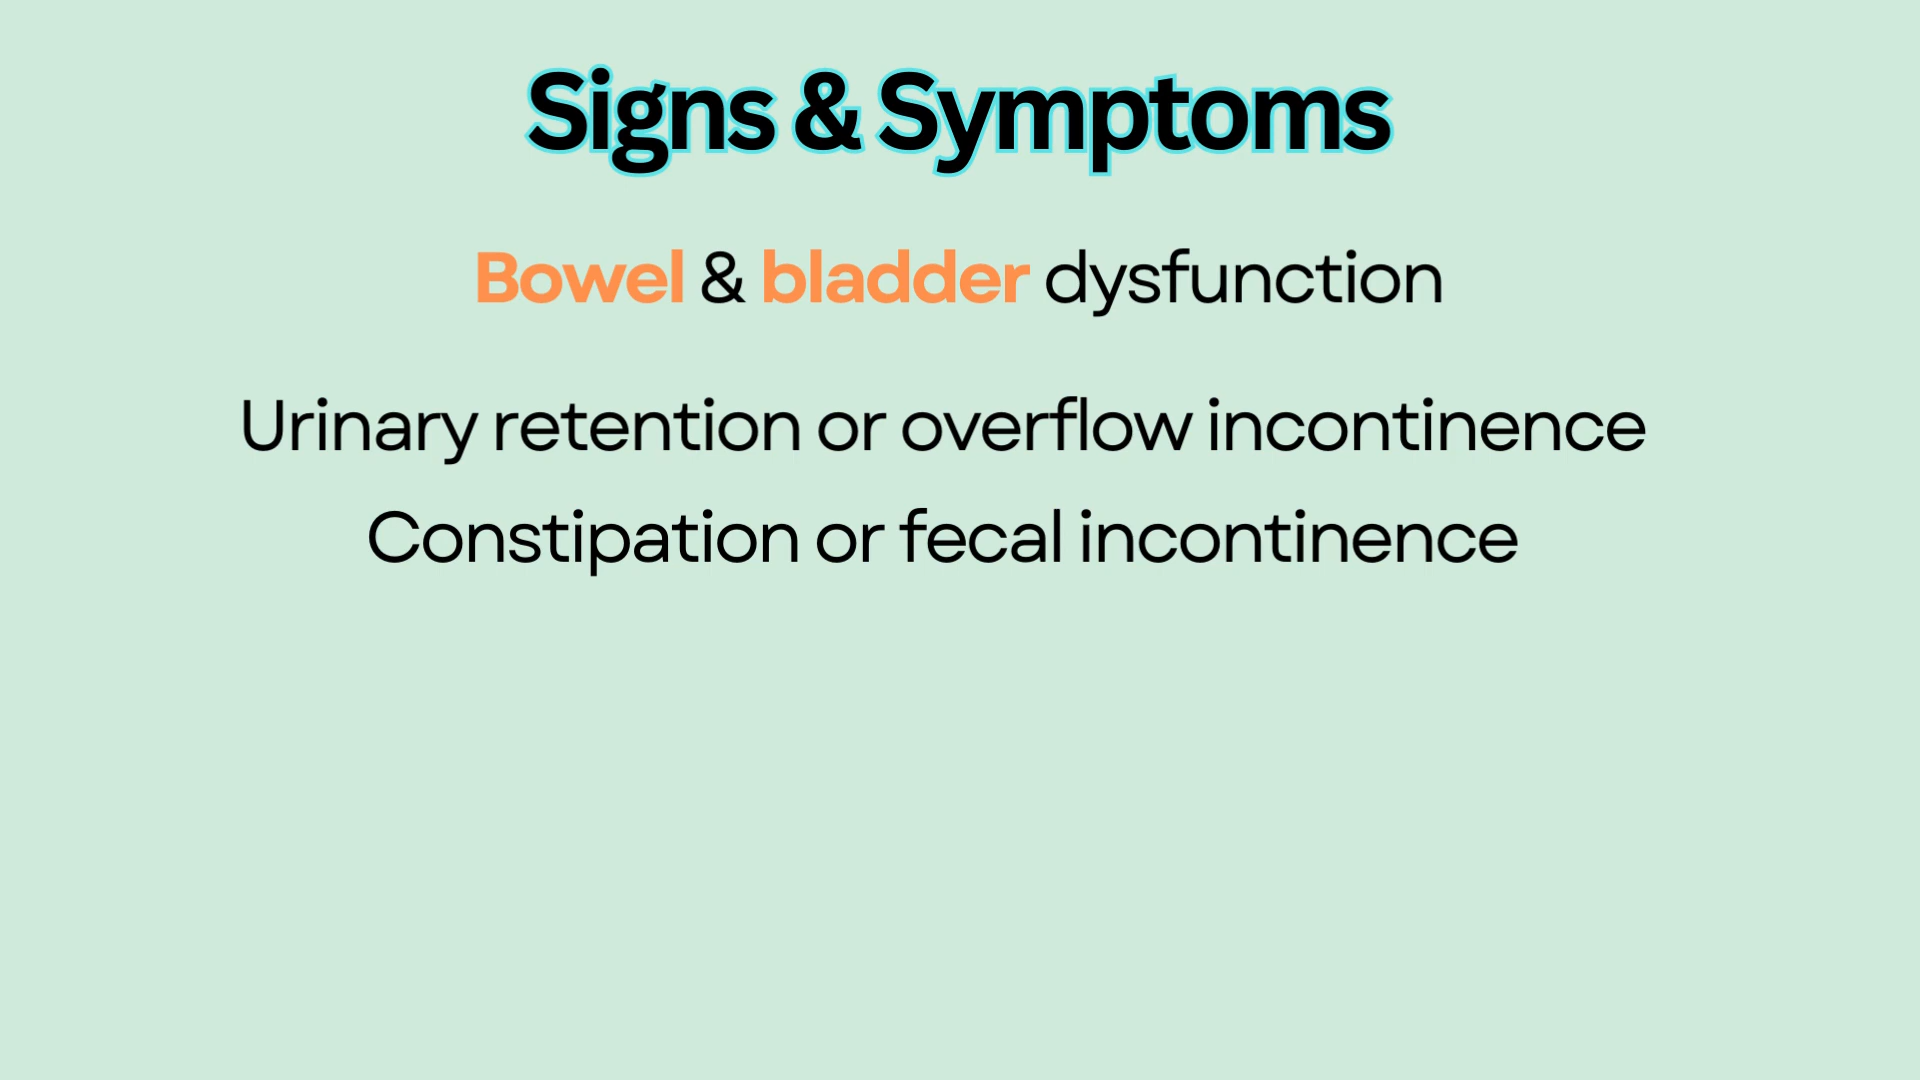 Signs & Symptoms
Bowel & bladder dysfunction
Urinary retention or overflow incontinence
Constipation or fecal incontinence